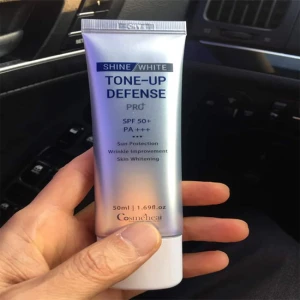 SHINE WHITE
TONE-UP
DEFENSE
PRO+
SPF 50+
PA +++
Sun Protection
Wrinkle Improvement
Skin Whitening
50ml | 1.69fl.oz
Cosmeheal